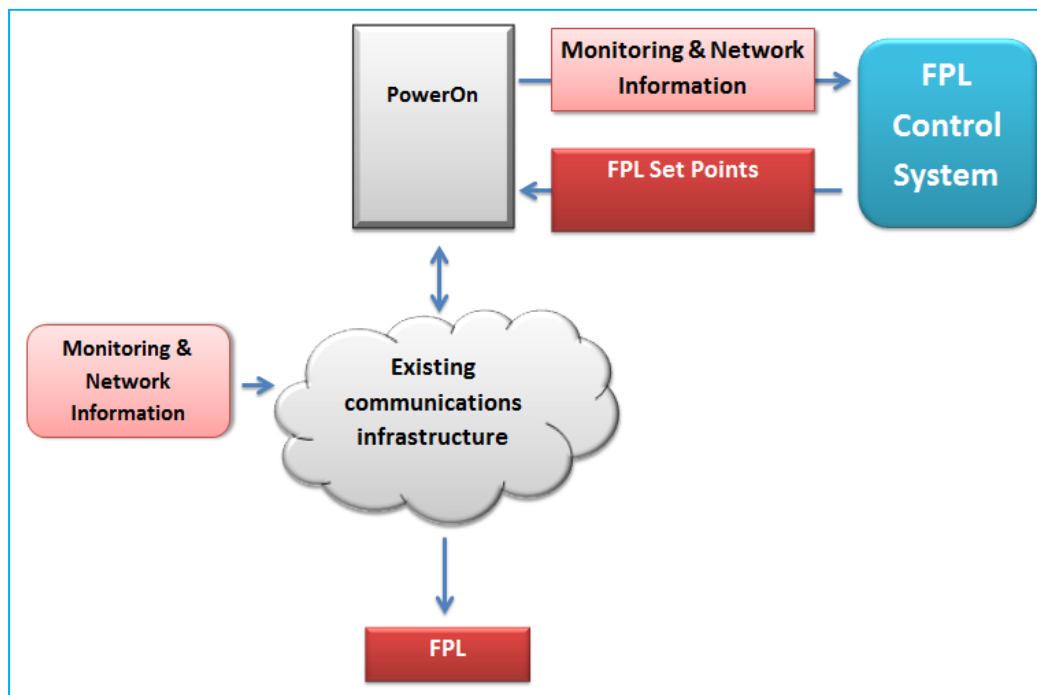 PowerOn
Monitoring & Network
Information
FPL
Control
System
FPL Set Points
Monitoring &
Network
Information
Existing
communications
infrastructure
FPL